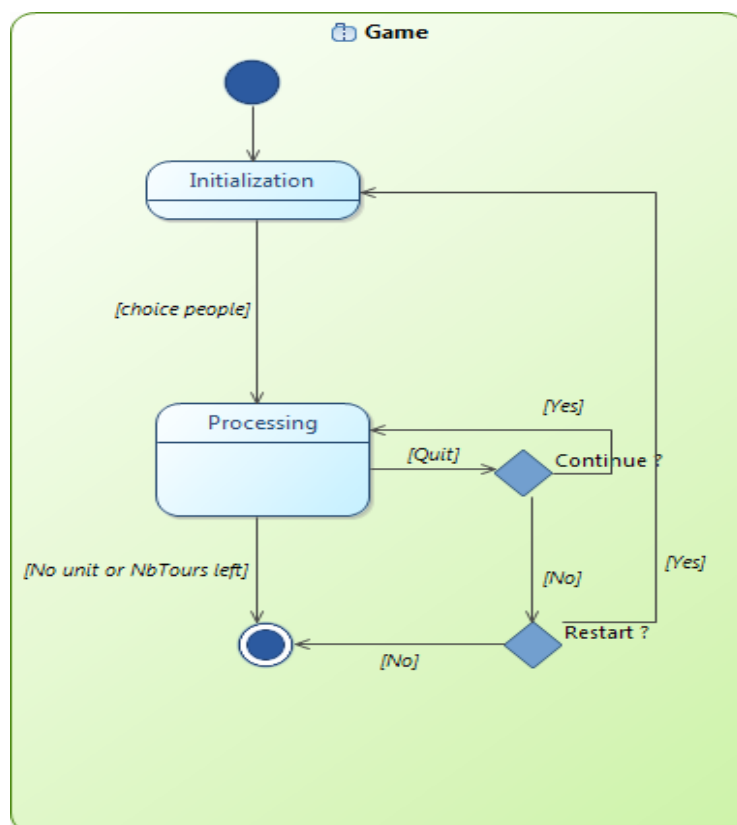 Game
Initialization
[choice people]
Processing
[Yes]
[Quit]
Continue ?
[No unit or NbTours left]
[No]
[Yes]
Restart ?
[No]